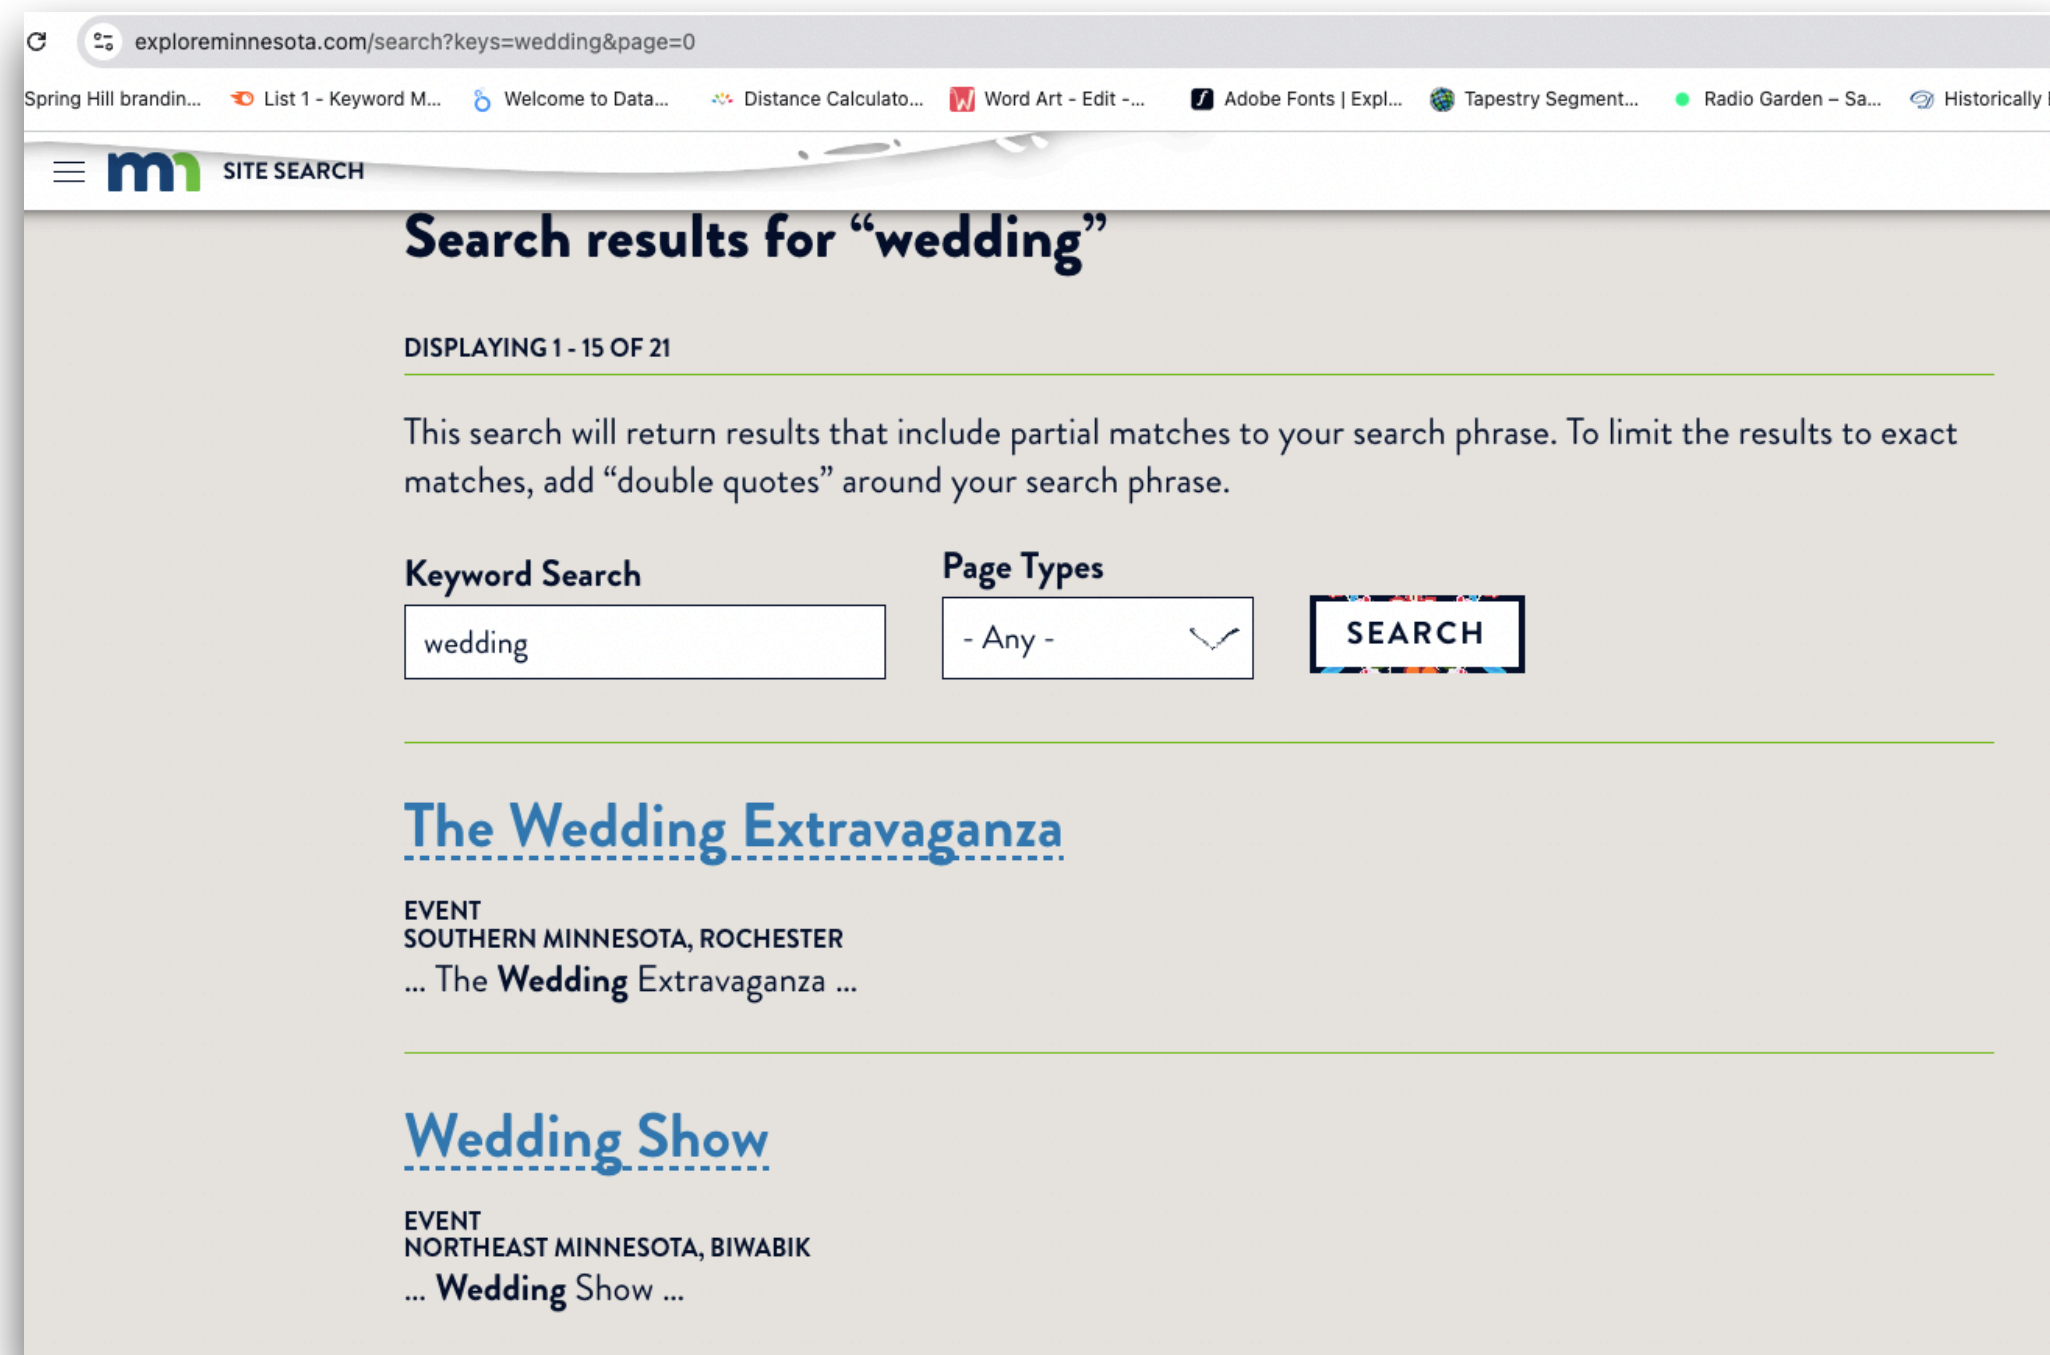 exploreminnesota.com/search?keys=wedding&page=0
Spring Hill brandin... List 1 - Keyword M... Welcome to Data... Distance Calculato... Word Art - Edit -... Adobe Fonts | Expl... Tapestry Segment... Radio Garden – Sa... Historically
mn SITE SEARCH
Search results for “wedding”
DISPLAYING 1 - 15 OF 21
This search will return results that include partial matches to your search phrase. To limit the results to exact
matches, add “double quotes” around your search phrase.
Keyword Search Page Types
wedding - Any - SEARCH
The Wedding Extravaganza
EVENT
SOUTHERN MINNESOTA, ROCHESTER
... The Wedding Extravaganza ...
Wedding Show
EVENT
NORTHEAST MINNESOTA, BIWABIK
... Wedding Show ...